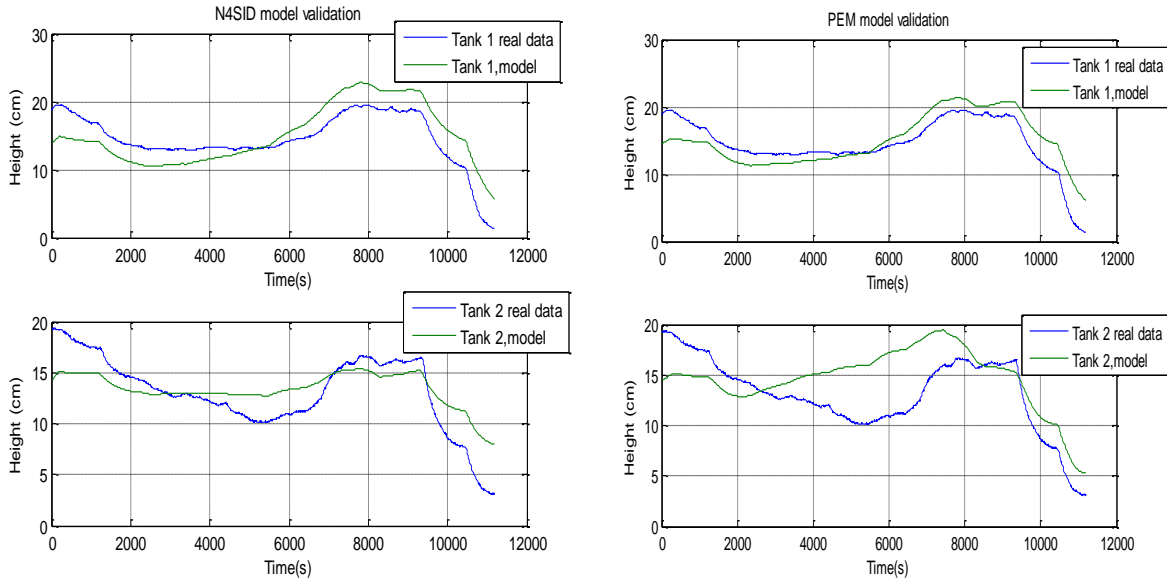 N4SID model validation
Tank 1 real data
Tank 1,model
Height (cm)
30
20
10
0
0 2000 4000 6000 8000 10000 12000
Time(s)
Tank 2 real data
Tank 2,model
Height (cm)
20
15
10
5
0
0 2000 4000 6000 8000 10000 12000
Time(s)
PEM model validation
Tank 1 real data
Tank 1,model
Height (cm)
30
20
10
0
0 2000 4000 6000 8000 10000 12000
Time(s)
Tank 2 real data
Tank 2,model
Height (cm)
20
15
10
5
0
0 2000 4000 6000 8000 10000 12000
Time(s)